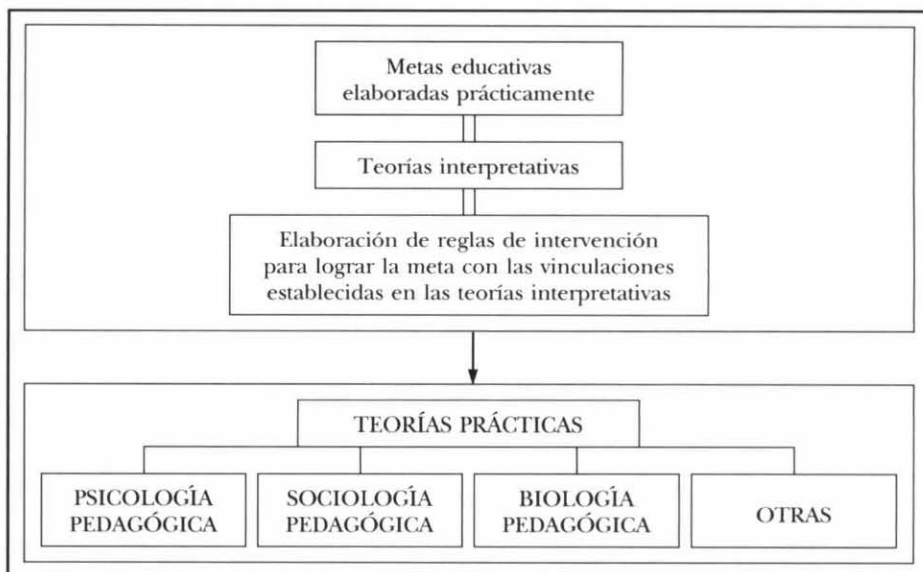 Metas educativas
elaboradas prácticamente
Teorías interpretativas
Elaboración de reglas de intervención
para lograr la meta con las vinculaciones
establecidas en las teorías interpretativas
TEORÍAS PRÁCTICAS
PSICOLOGÍA
PEDAGÓGICA
SOCIOLOGÍA
PEDAGÓGICA
BIOLOGÍA
PEDAGÓGICA
OTRAS